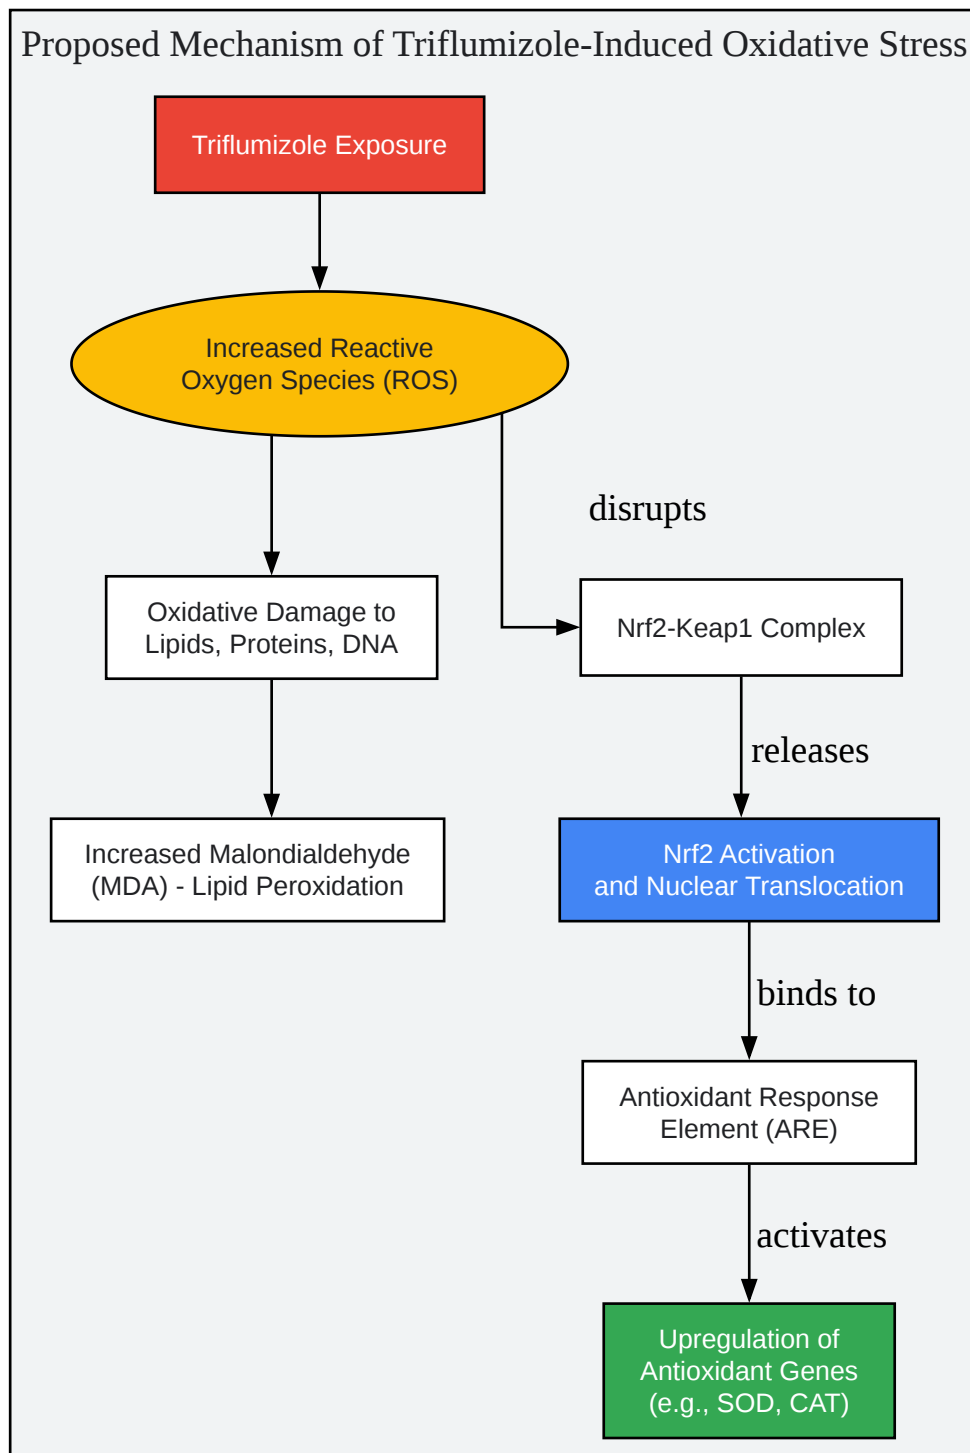 Proposed Mechanism of Triflumizole-Induced Oxidative Stress
Triflumizole Exposure
Increased Reactive
Oxygen Species (ROS)
disrupts
Oxidative Damage to
Lipids, Proteins, DNA
Nrf2-Keap1 Complex
releases
Increased Malondialdehyde
(MDA) - Lipid Peroxidation
Nrf2 Activation
and Nuclear Translocation
binds to
Antioxidant Response
Element (ARE)
activates
Upregulation of
Antioxidant Genes
(e.g., SOD, CAT)